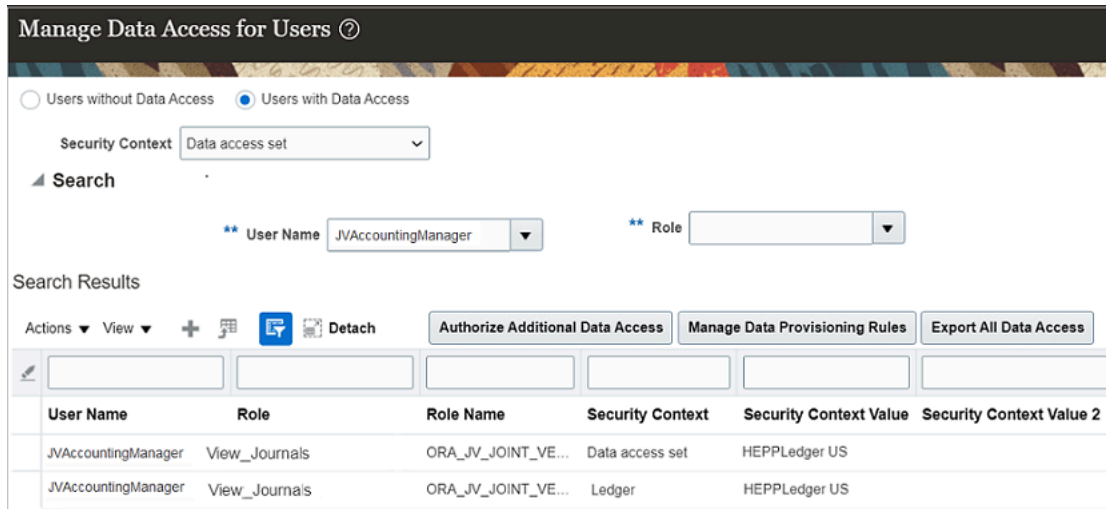 Manage Data Access for Users ?
Users without Data Access Users with Data Access
Security Context Data access set
Search
** User Name JVAccountingManager ** Role
Search Results
Actions View Detach Authorize Additional Data Access Manage Data Provisioning Rules Export All Data Access
User Name Role Role Name Security Context Security Context Value Security Context Value 2
JVAccountingManager View_Journals ORA_JV_JOINT_VE... Data access set HEPPLedger US
JVAccountingManager View_Journals ORA_JV_JOINT_VE... Ledger HEPPLedger US